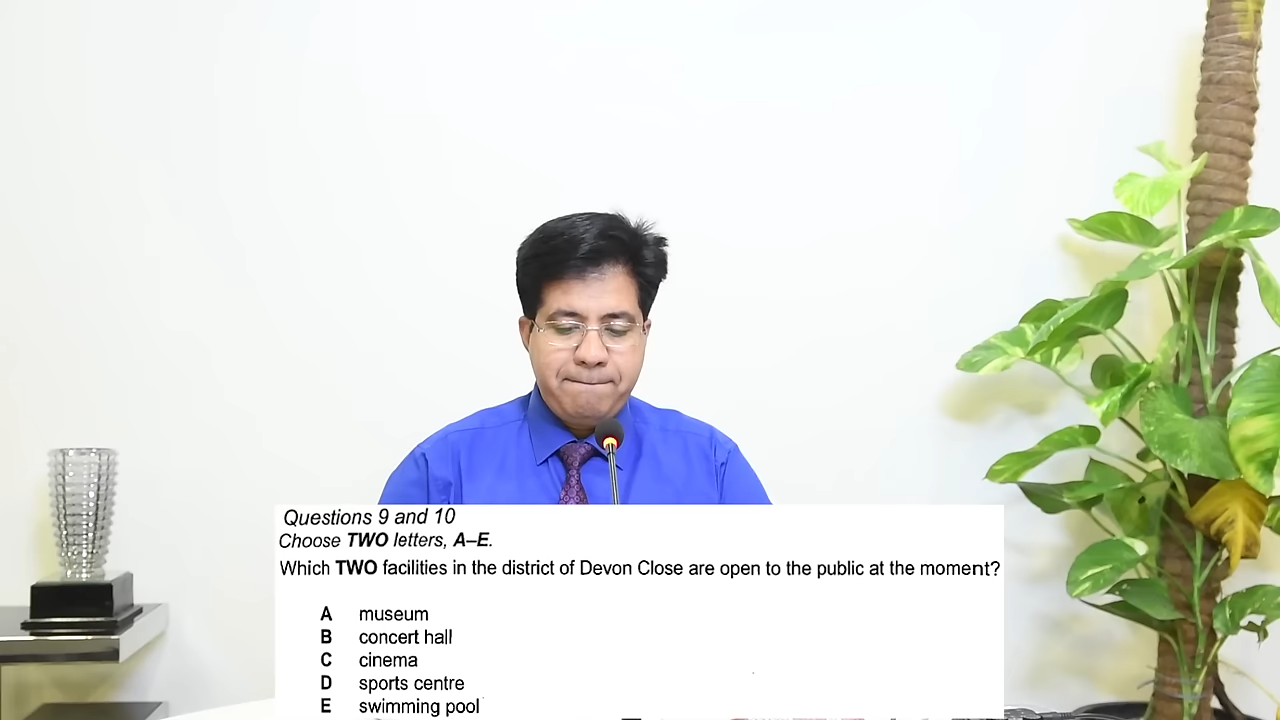 Questions 9 and 10
Choose TWO letters, A–E.
Which TWO facilities in the district of Devon Close are open to the public at the moment?
A museum
B concert hall
C cinema
D sports centre
E swimming pool